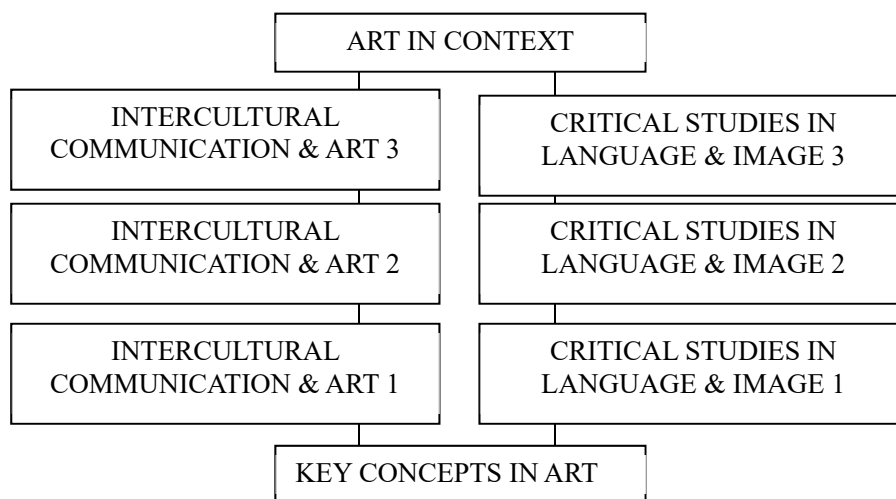 ART IN CONTEXT
INTERCULTURAL
COMMUNICATION & ART 3
CRITICAL STUDIES IN
LANGUAGE & IMAGE 3
INTERCULTURAL
COMMUNICATION & ART 2
CRITICAL STUDIES IN
LANGUAGE & IMAGE 2
INTERCULTURAL
COMMUNICATION & ART 1
CRITICAL STUDIES IN
LANGUAGE & IMAGE 1
KEY CONCEPTS IN ART